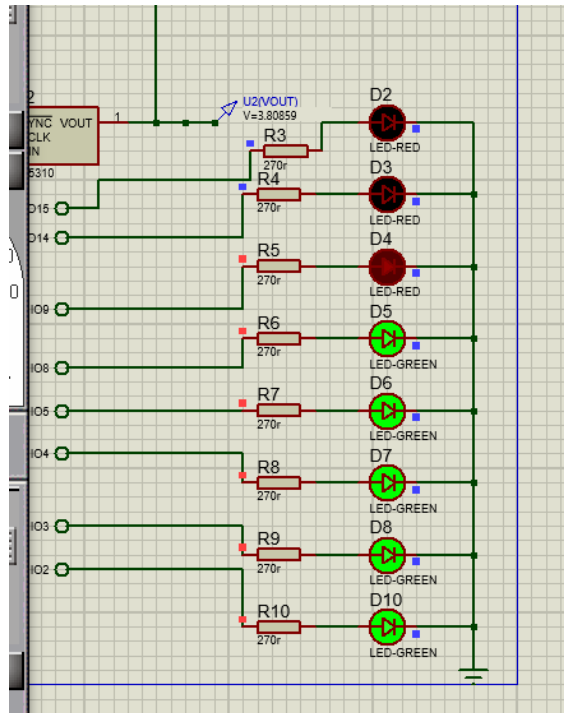 2
YNC VOUT
CLK
IN
5310
1
U2(VOUT)
V=3.80859
D2
LED-RED
R3
270r
D3
LED-RED
R4
270r
O15
O14
D4
LED-RED
R5
270r
IO9
D5
LED-GREEN
R6
270r
IO8
D6
LED-GREEN
R7
270r
IO5
D7
LED-GREEN
R8
270r
IO4
D8
LED-GREEN
R9
270r
IO3
D10
LED-GREEN
R10
270r
IO2
0
0